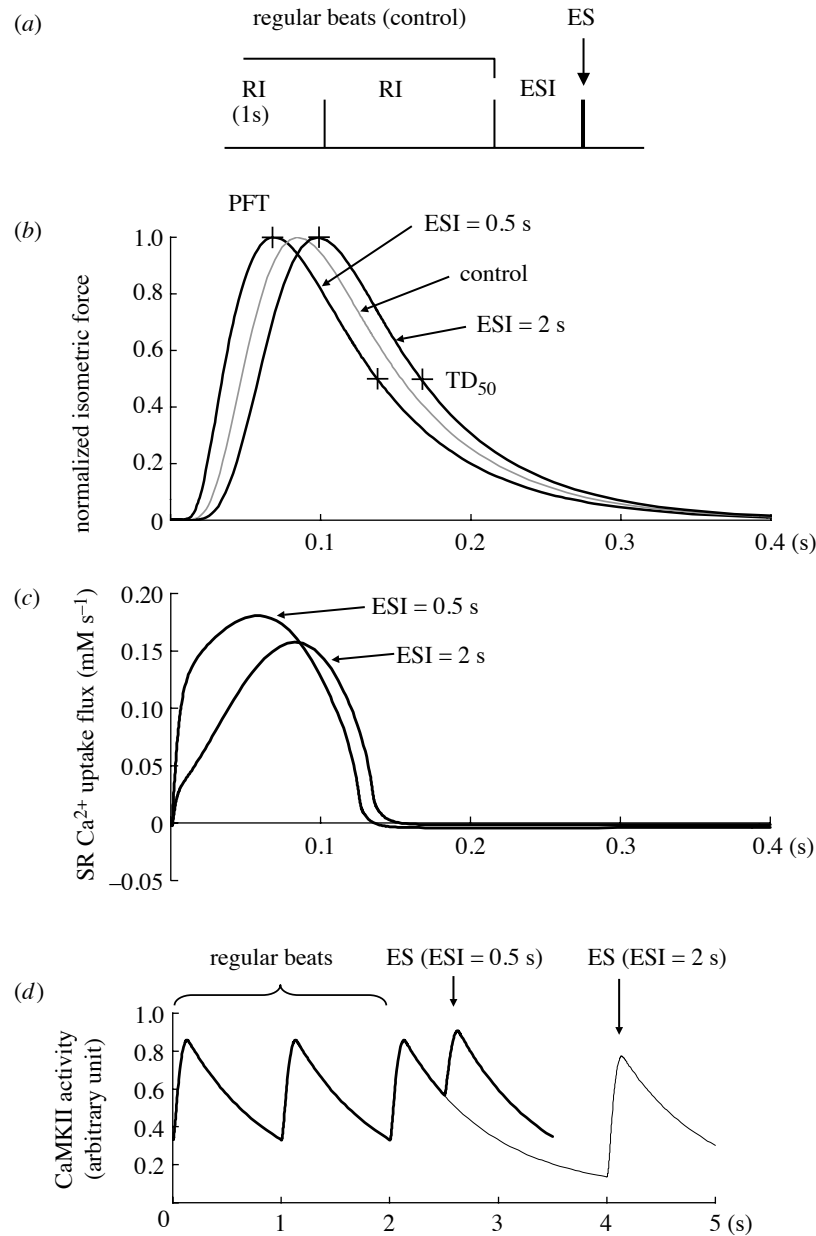 (a)
regular beats (control)
ES
RI
(1s)
RI
ESI
(b)
PFT
ESI = 0.5 s
control
ESI = 2 s
TD50
normalized isometric force
1.0
0.8
0.6
0.4
0.2
0
0.1
0.2
0.3
0.4 (s)
(c)
SR Ca2+ uptake flux (mM s–1)
0.20
0.15
0.10
0.05
0
–0.05
ESI = 0.5 s
ESI = 2 s
0.1
0.2
0.3
0.4 (s)
(d)
regular beats
ES (ESI = 0.5 s)
ES (ESI = 2 s)
CaMKII activity
(arbitrary unit)
1.0
0.8
0.6
0.4
0.2
0
1
2
3
4
5 (s)